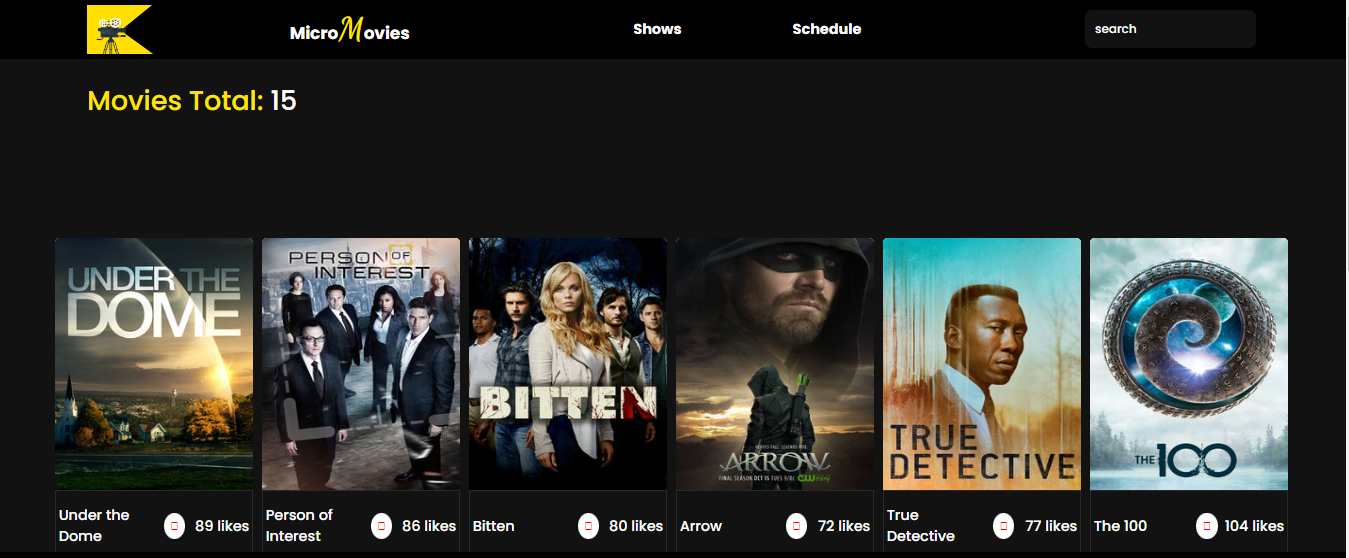 MicroMovies
Shows
Schedule
search
Movies Total: 15
UNDER THE
DOME
PERSON OF
INTEREST
BITTEN
ARROW
FINAL SEASON OCT 15 TUES 9/8c CW
TRUE
DETECTIVE
THE 100
Under the
Dome
89 likes
Person of
Interest
86 likes
Bitten
80 likes
Arrow
72 likes
True
Detective
77 likes
The 100
104 likes